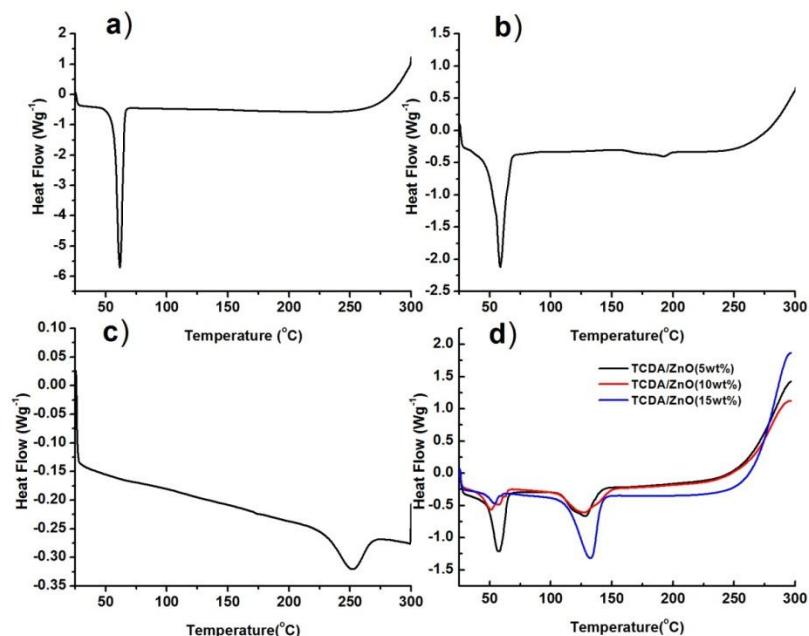 a)
2
1
0
-1
-2
-3
-4
-5
-6
Heat Flow (Wg-1)
50 100 150 200 250 300
Temperature (oC)
b)
1.5
1.0
0.5
0.0
-0.5
-1.0
-1.5
-2.0
-2.5
Heat Flow (Wg-1)
50 100 150 200 250 300
Temperature(oC)
c)
0.10
0.05
0.00
-0.05
-0.10
-0.15
-0.20
-0.25
-0.30
-0.35
Heat Flow (Wg-1)
50 100 150 200 250 300
Temperature(oC)
d)
TCDA/ZnO(5wt%)
TCDA/ZnO(10wt%)
TCDA/ZnO(15wt%)
2.0
1.5
1.0
0.5
0.0
-0.5
-1.0
-1.5
Heat Flow (Wg-1)
50 100 150 200 250 300
Temperature(oC)